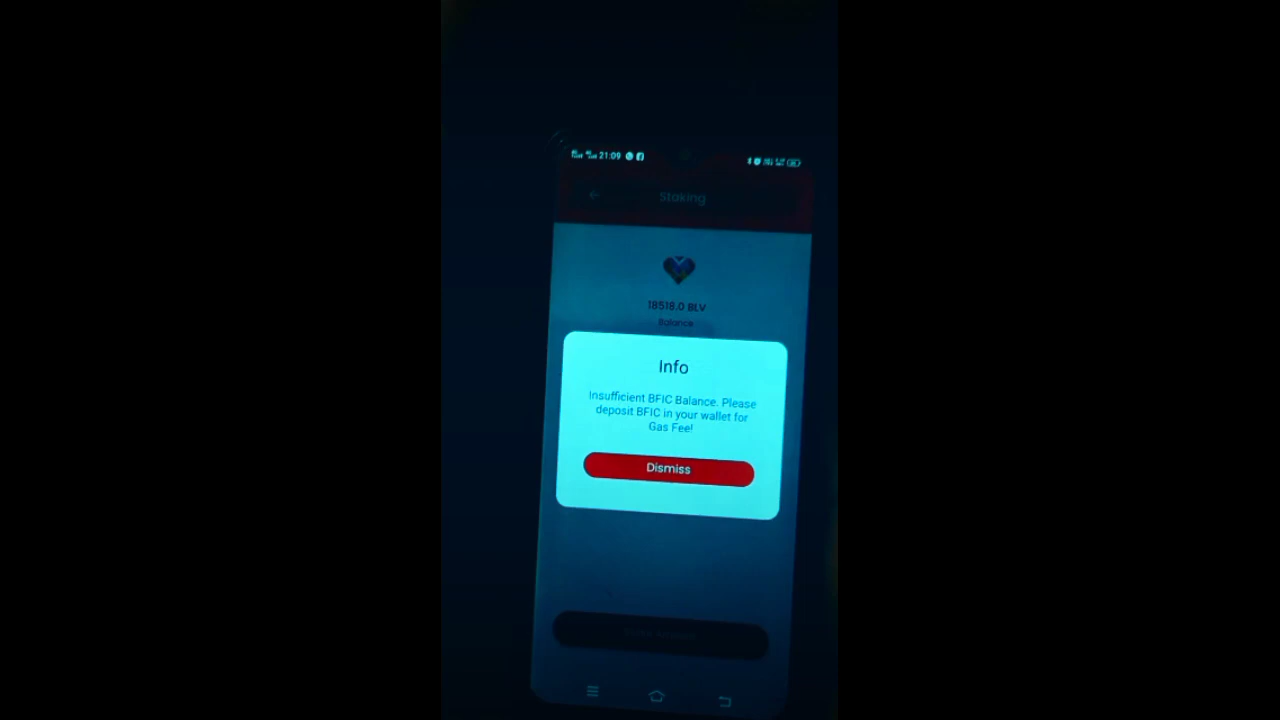 21:09
Staking
18518.0 BLV
Balance
Info
Insufficient BFIC Balance. Please
deposit BFIC in your wallet for
Gas Fee!
Dismiss